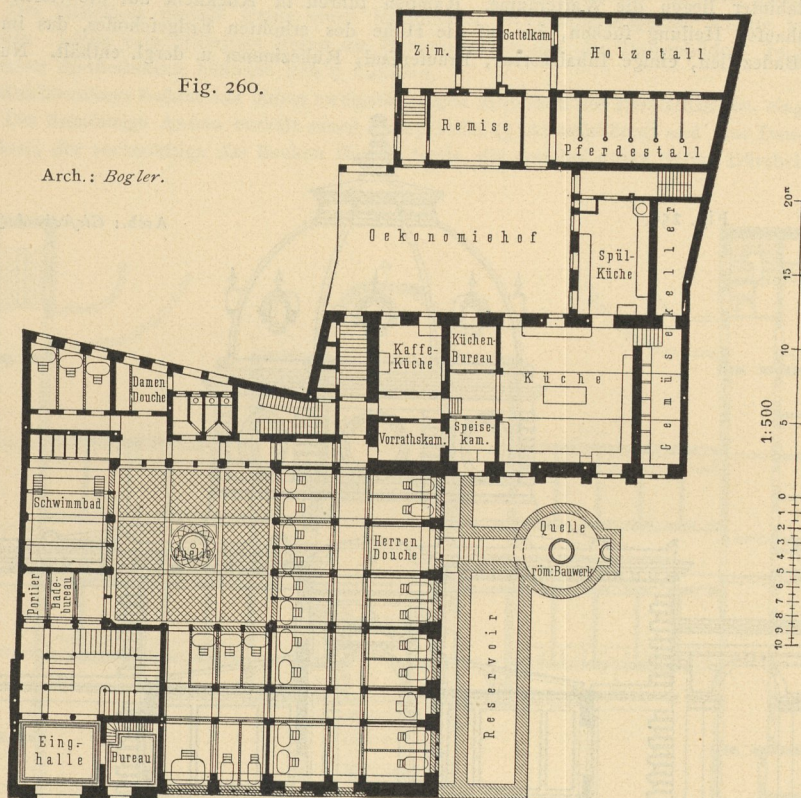 Fig. 260.
Arch.: Bogler.
Zim.
Sattelkam.
Holzstall
Remise
Pferdestall
Oekonomiehof
Spül-
Küche
Gemüsekeller
Kaffe-
Küche
Küchen-
Bureau
Küche
Vorrathskam.
Speise-
kam.
Damen
Douche
Schwimmbad
Quelle
Herren
Douche
Quelle
röm: Bauwerk
Portier
Bade-
bureau
Reservoir
Eing-
halle
Bureau
1:500
20m
15
10
5
0
1
2
3
4
5
6
7
8
9
10